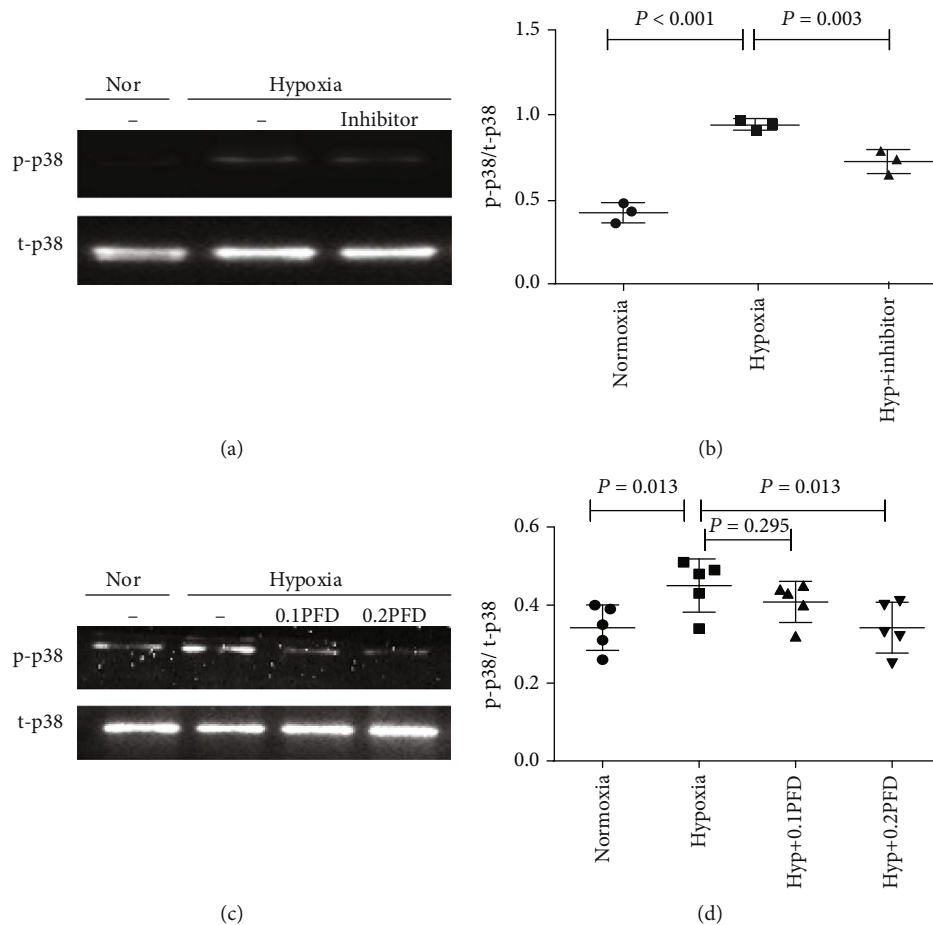 Nor Hypoxia
– – Inhibitor
p-p38
t-p38
(a)
P < 0.001 P = 0.003
1.5
1.0
0.5
0.0
p-p38/t-p38
Normoxia
Hypoxia
Hyp+inhibitor
(b)
Nor Hypoxia
– – 0.1PFD 0.2PFD
p-p38
t-p38
(c)
P = 0.013 P = 0.013
P = 0.295
0.6
0.4
0.2
0.0
p-p38/ t-p38
Normoxia
Hypoxia
Hyp+0.1PFD
Hyp+0.2PFD
(d)